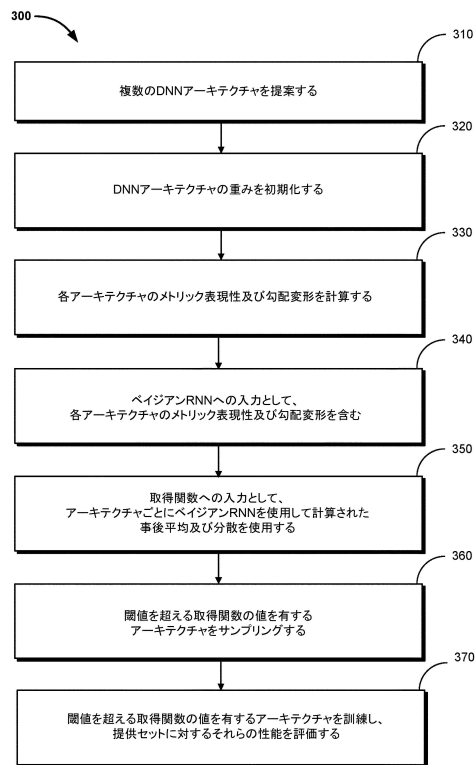 300
310
複数のDNNアーキテクチャを提案する
320
DNNアーキテクチャの重みを初期化する
330
各アーキテクチャのメトリック表現性及び勾配変形を計算する
340
ベイジアンRNNへの入力として、
各アーキテクチャのメトリック表現性及び勾配変形を含む
350
取得関数への入力として、
アーキテクチャごとにベイジアンRNNを使用して計算された
事後平均及び分散を使用する
360
閾値を超える取得関数の値を有する
アーキテクチャをサンプリングする
370
閾値を超える取得関数の値を有するアーキテクチャを訓練し、
提供セットに対するそれらの性能を評価する